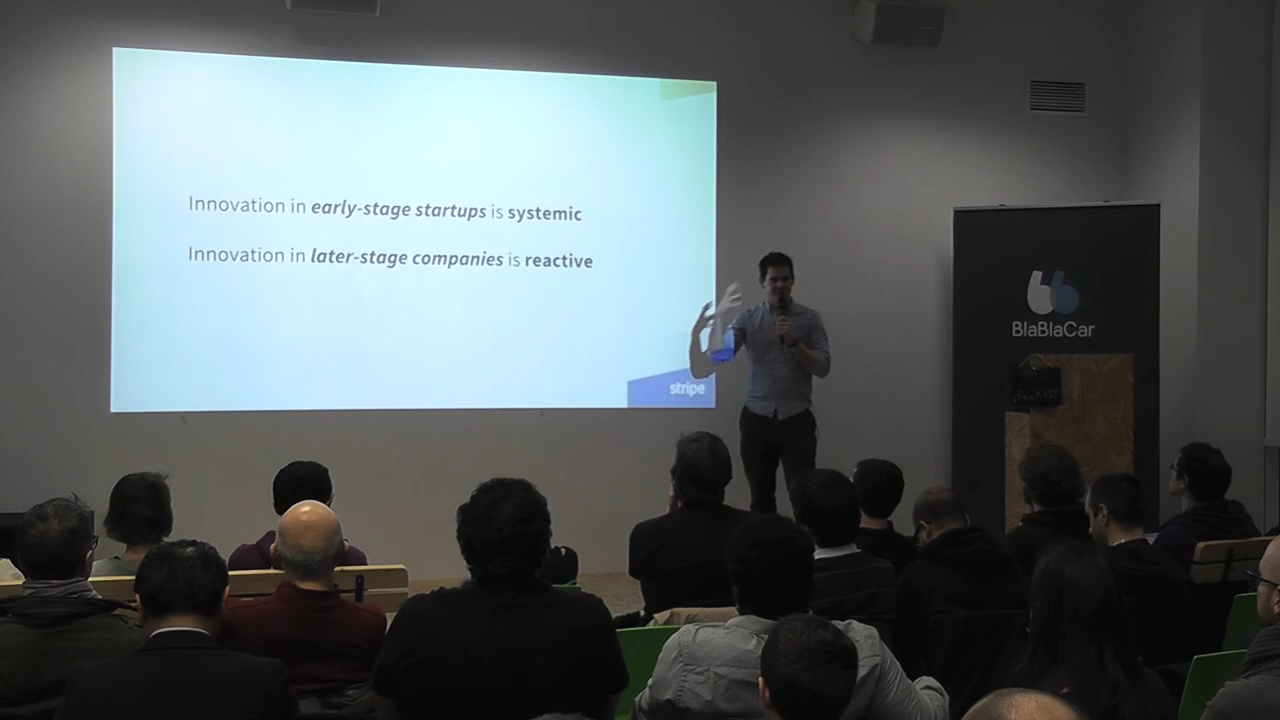 Innovation in early-stage startups is systemic
Innovation in later-stage companies is reactive
stripe
BlaBlaCar